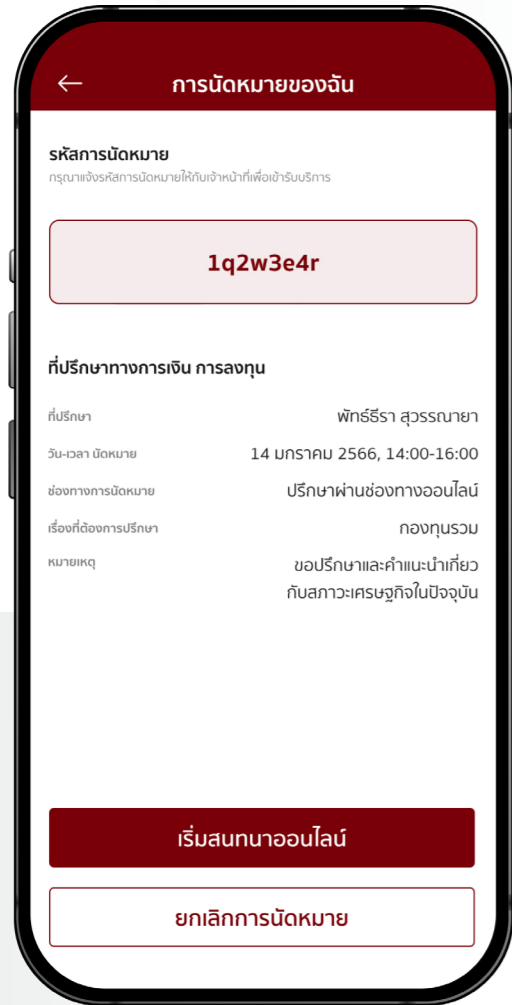 การนัดหมายของฉัน
รหัสการนัดหมาย
กรุณาแจ้งรหัสการนัดหมายให้กับเจ้าหน้าที่เพื่อเข้ารับบริการ
1q2w3e4r
ที่ปรึกษาทางการเงิน การลงทุน
ที่ปรึกษา พัทธ์ธีรา สุวรรณายา
วัน-เวลา นัดหมาย 14 มกราคม 2566, 14:00-16:00
ช่องทางการนัดหมาย ปรึกษาผ่านช่องทางออนไลน์
เรื่องที่ต้องการปรึกษา กองทุนรวม
หมายเหตุ ขอปรึกษาและคำแนะนำเกี่ยว
กับสภาวะเศรษฐกิจในปัจจุบัน
เริ่มสนทนาออนไลน์
ยกเลิกการนัดหมาย